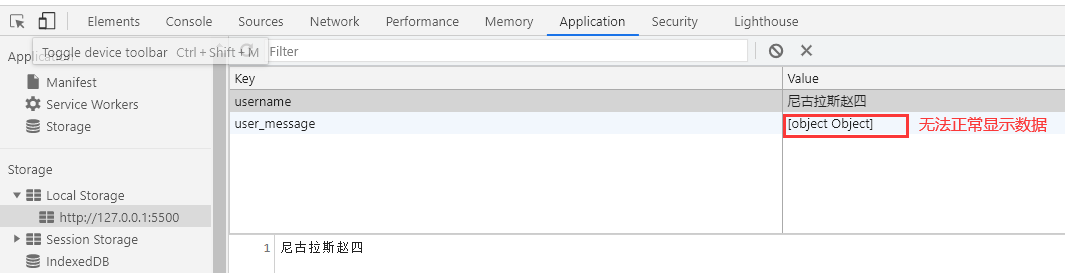 Elements Console Sources Network Performance Memory Application Security Lighthouse
Toggle device toolbar Ctrl + Shift + M
Filter
Manifest
Service Workers
Storage
Storage
Local Storage
http://127.0.0.1:5500
Session Storage
IndexedDB
Key Value
username 尼古拉斯赵四
user_message [object Object] 无法正常显示数据
1 尼古拉斯赵四